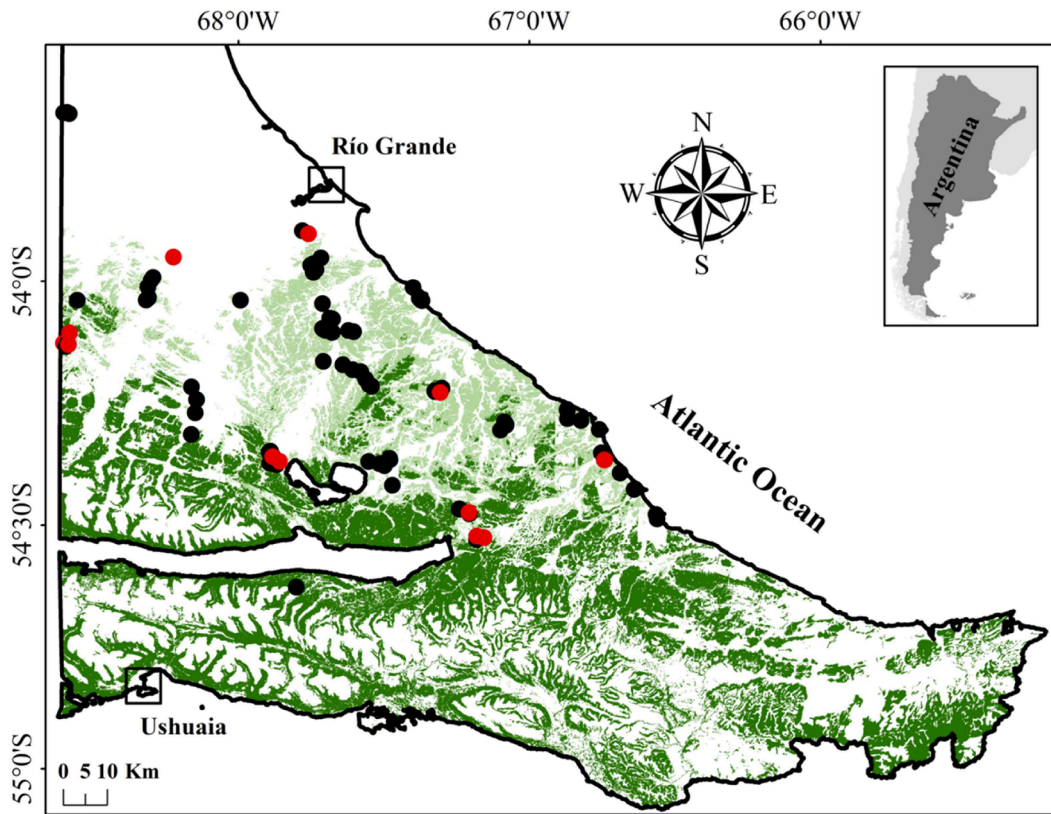 68°0'W 67°0'W 66°0'W
Río Grande
N
W E
S
Argentina
54°0'S
Atlantic Ocean
54°30'S
Ushuaia
0 5 10 Km
55°0'S